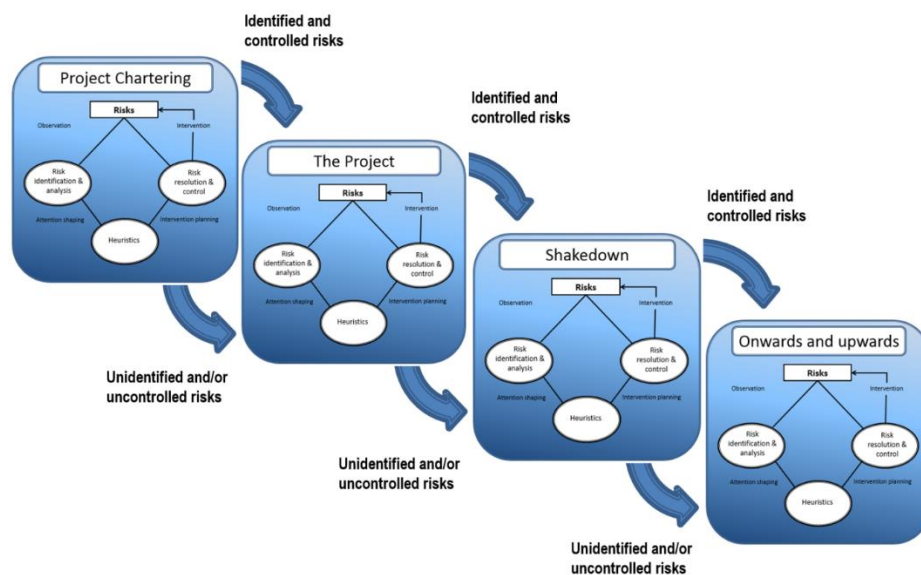 Identified and
controlled risks
Project Chartering
Risks
Observation
Intervention
Risk
identification &
analysis
Risk
resolution &
control
Attention shaping
Intervention planning
Heuristics
Unidentified and/or
uncontrolled risks
Identified and
controlled risks
The Project
Risks
Observation
Intervention
Risk
identification &
analysis
Risk
resolution &
control
Attention shaping
Intervention planning
Heuristics
Unidentified and/or
uncontrolled risks
Identified and
controlled risks
Shakedown
Risks
Observation
Intervention
Risk
identification &
analysis
Risk
resolution &
control
Attention shaping
Intervention planning
Heuristics
Unidentified and/or
uncontrolled risks
Onwards and upwards
Risks
Observation
Intervention
Risk
identification &
analysis
Risk
resolution &
control
Attention shaping
Intervention planning
Heuristics